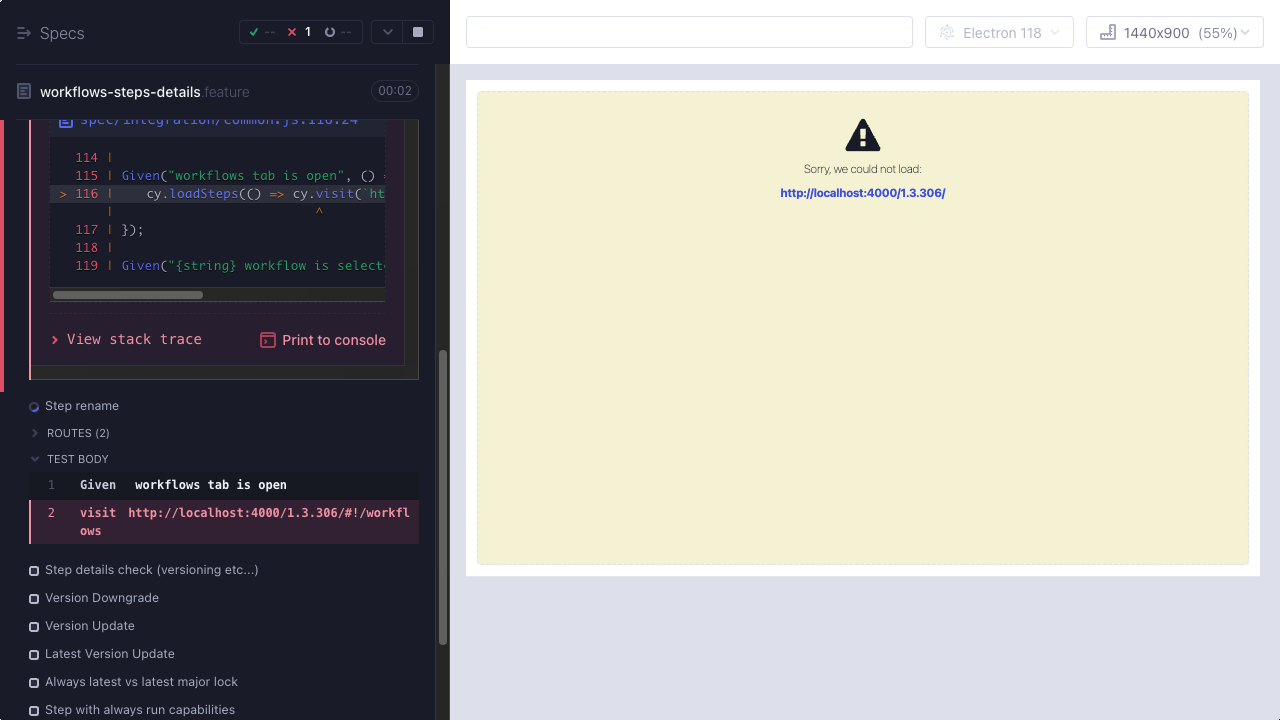 Specs
-- 1 --
workflows-steps-details.feature 00:02
spec/integration/common.js:116:24
114 |
115 | Given("workflows tab is open", ()
> 116 | cy.loadSteps(() => cy.visit(`ht
| ^
117 | });
118 |
119 | Given("{string} workflow is select
View stack trace
Print to console
Step rename
ROUTES (2)
TEST BODY
1 Given workflows tab is open
2 visit http://localhost:4000/1.3.306/#!/workfl
ows
Step details check (versioning etc...)
Version Downgrade
Version Update
Latest Version Update
Always latest vs latest major lock
Step with always run capabilities
Electron 118
1440x900 (55%)
Sorry, we could not load:
http://localhost:4000/1.3.306/